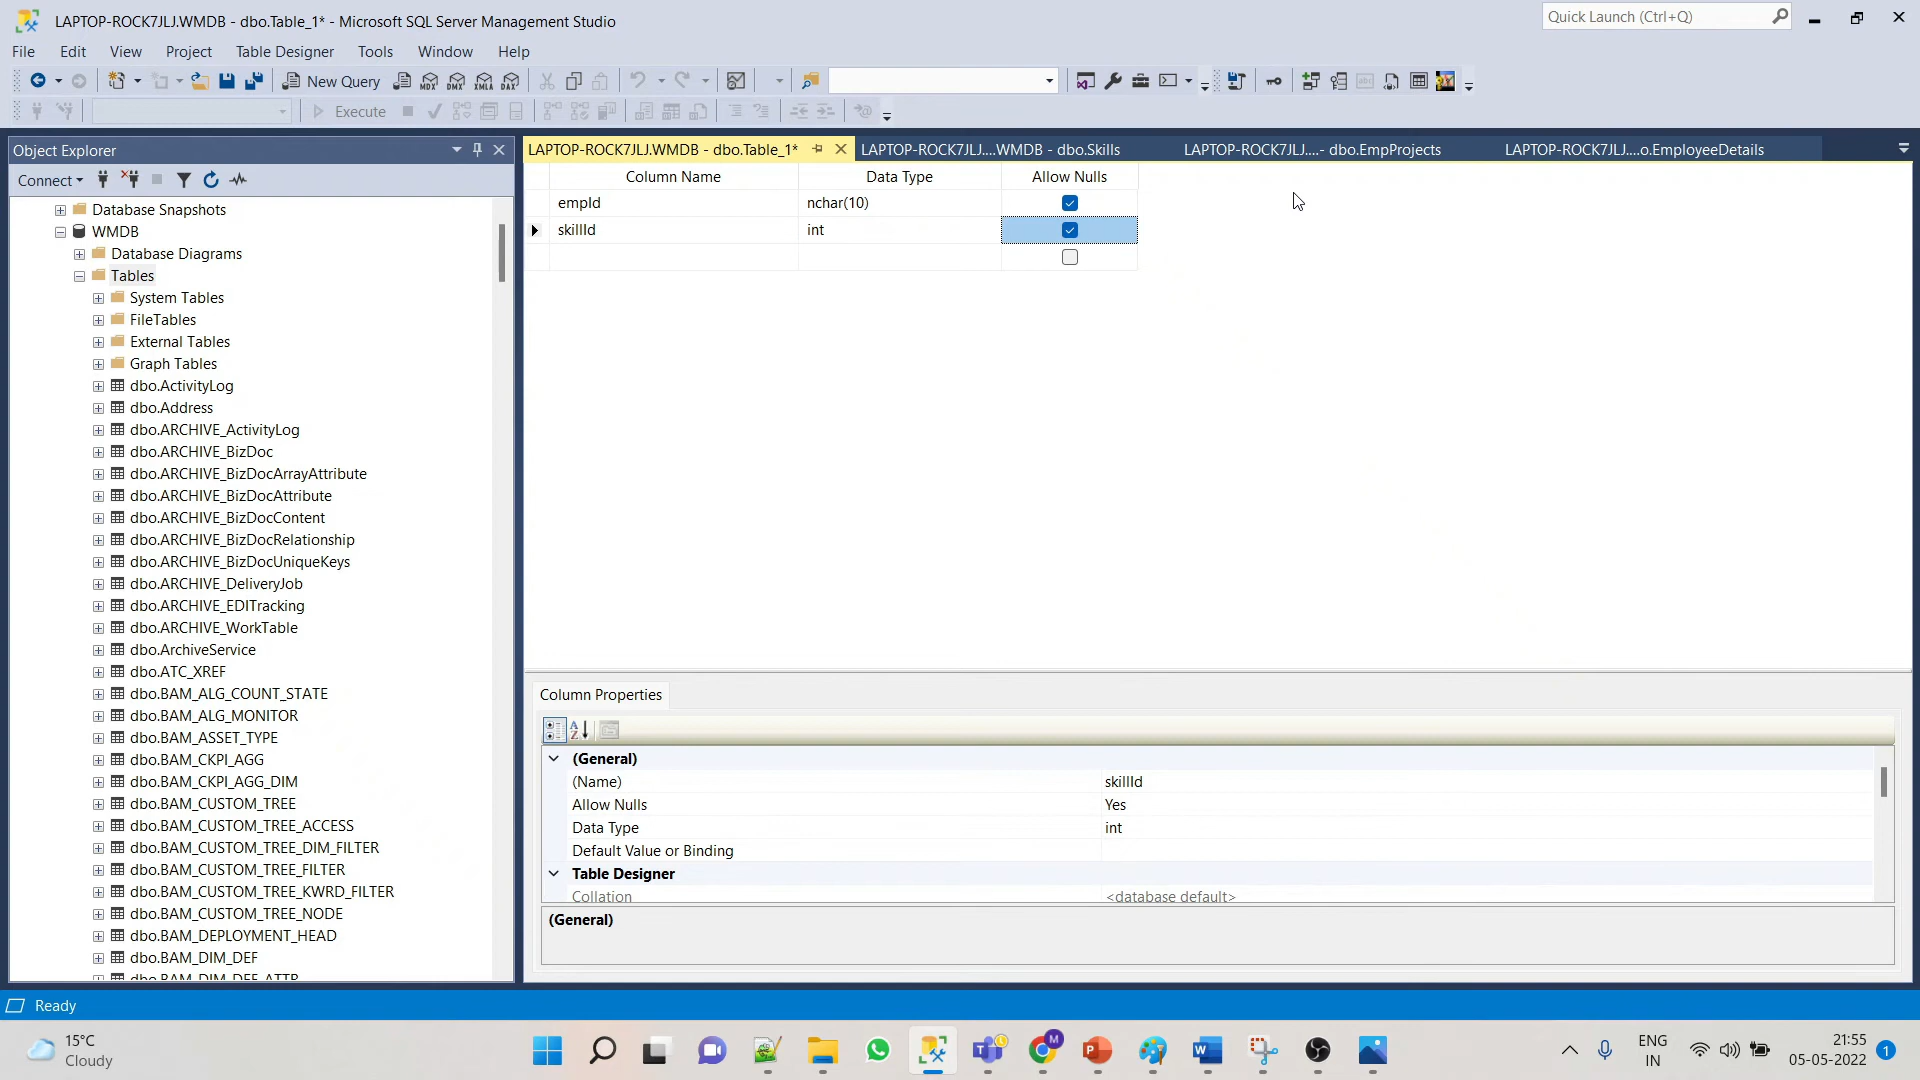 LAPTOP-ROCK7JLJ.WMDB - dbo.Table_1* - Microsoft SQL Server Management Studio
Quick Launch (Ctrl+Q)
File Edit View Project Table Designer Tools Window Help
New Query MDX DMX XMLA DAX
Execute
Object Explorer
LAPTOP-ROCK7JLJ.WMDB - dbo.Table_1*
LAPTOP-ROCK7JLJ....WMDB - dbo.Skills
LAPTOP-ROCK7JLJ....- dbo.EmpProjects
LAPTOP-ROCK7JLJ....o.EmployeeDetails
Connect
Database Snapshots
WMDB
Database Diagrams
Tables
System Tables
FileTables
External Tables
Graph Tables
dbo.ActivityLog
dbo.Address
dbo.ARCHIVE_ActivityLog
dbo.ARCHIVE_BizDoc
dbo.ARCHIVE_BizDocArrayAttribute
dbo.ARCHIVE_BizDocAttribute
dbo.ARCHIVE_BizDocContent
dbo.ARCHIVE_BizDocRelationship
dbo.ARCHIVE_BizDocUniqueKeys
dbo.ARCHIVE_DeliveryJob
dbo.ARCHIVE_EDITracking
dbo.ARCHIVE_WorkTable
dbo.ArchiveService
dbo.ATC_XREF
dbo.BAM_ALG_COUNT_STATE
dbo.BAM_ALG_MONITOR
dbo.BAM_ASSET_TYPE
dbo.BAM_CKPI_AGG
dbo.BAM_CKPI_AGG_DIM
dbo.BAM_CUSTOM_TREE
dbo.BAM_CUSTOM_TREE_ACCESS
dbo.BAM_CUSTOM_TREE_DIM_FILTER
dbo.BAM_CUSTOM_TREE_FILTER
dbo.BAM_CUSTOM_TREE_KWRD_FILTER
dbo.BAM_CUSTOM_TREE_NODE
dbo.BAM_DEPLOYMENT_HEAD
dbo.BAM_DIM_DEF
dbo.BAM_DIM_DEF_ATTR
Column Name Data Type Allow Nulls
empId nchar(10)
skillId int
Column Properties
(General)
(Name) skillId
Allow Nulls Yes
Data Type int
Default Value or Binding
Table Designer
Collation <database default>
(General)
Ready
15°C
Cloudy
M
ENG
IN
21:55
05-05-2022
1